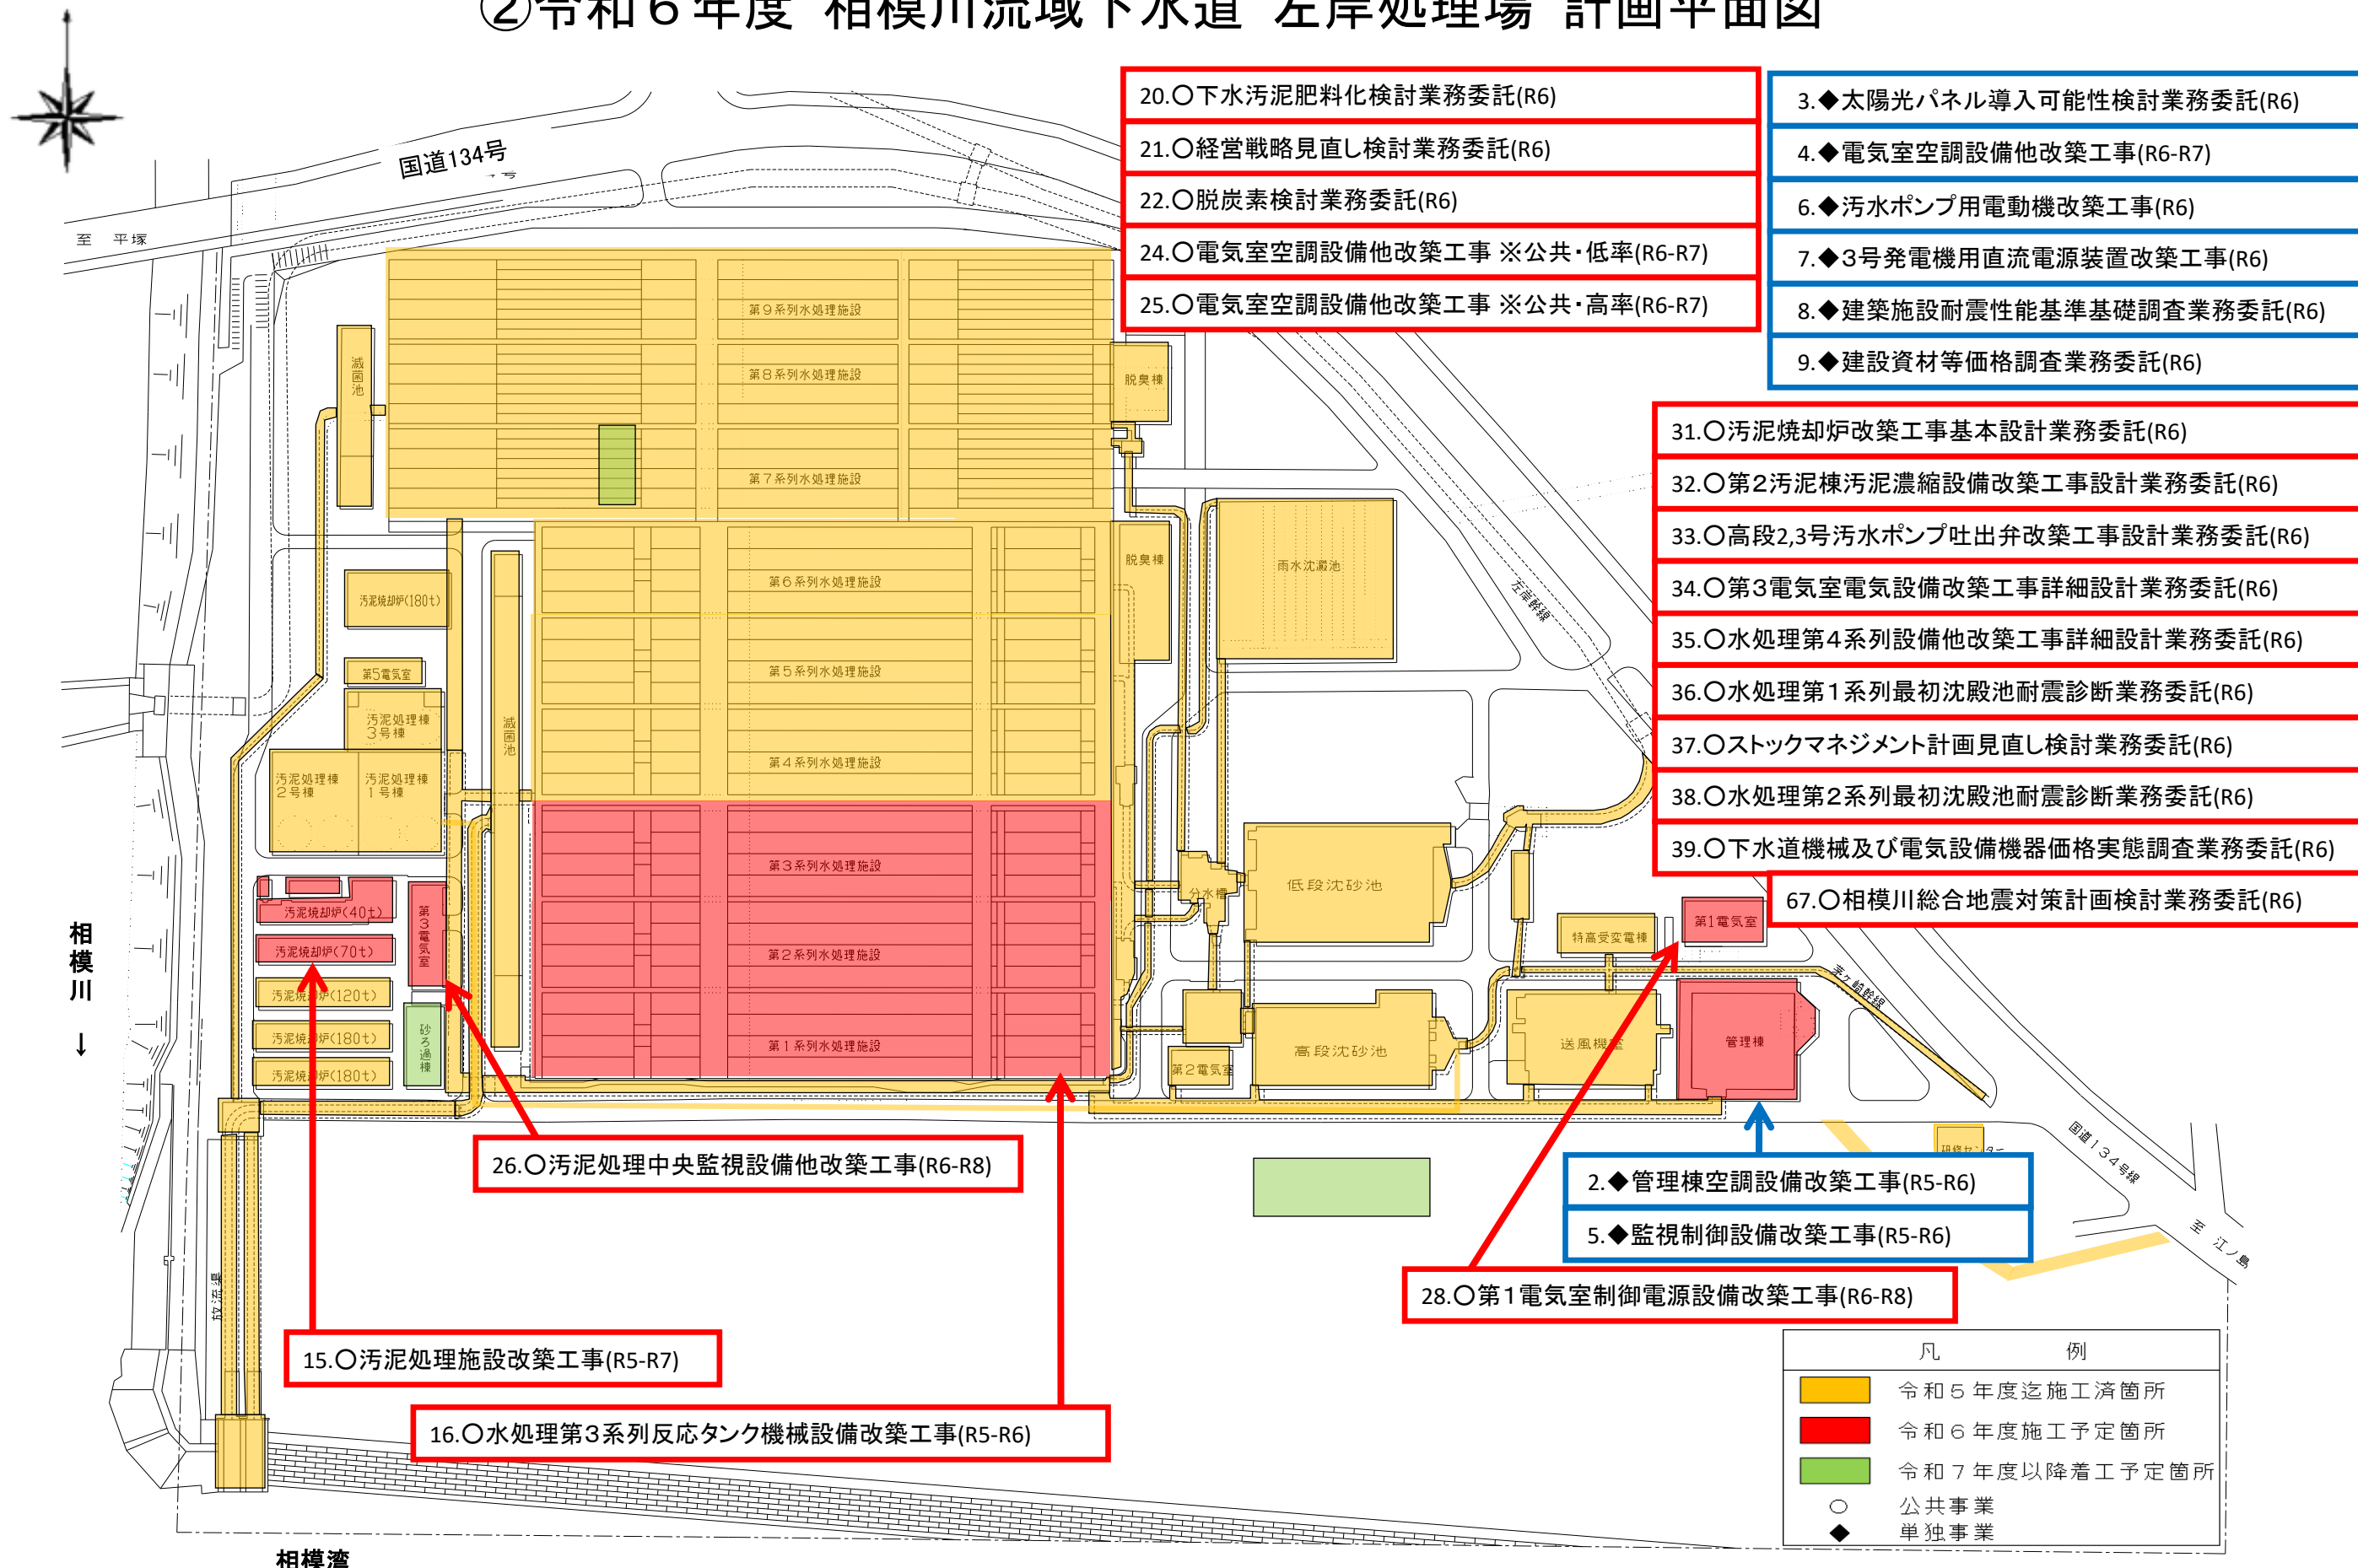 ②令和６年度 相模川流域下水道 左岸処理場 計画平面図
国道134号
至 平塚
20.○下水汚泥肥料化検討業務委託(R6)
21.○経営戦略見直し検討業務委託(R6)
22.○脱炭素検討業務委託(R6)
24.○電気室空調設備他改築工事 ※公共・低率(R6-R7)
25.○電気室空調設備他改築工事 ※公共・高率(R6-R7)
3.◆太陽光パネル導入可能性検討業務委託(R6)
4.◆電気室空調設備他改築工事(R6-R7)
6.◆汚水ポンプ用電動機改築工事(R6)
7.◆3号発電機用直流電源装置改築工事(R6)
8.◆建築施設耐震性能基準基礎調査業務委託(R6)
9.◆建設資材等価格調査業務委託(R6)
31.○汚泥焼却炉改築工事基本設計業務委託(R6)
32.○第２汚泥棟汚泥濃縮設備改築工事設計業務委託(R6)
33.○高段2,3号汚水ポンプ吐出弁改築工事設計業務委託(R6)
34.○第３電気室電気設備改築工事詳細設計業務委託(R6)
35.○水処理第４系列設備他改築工事詳細設計業務委託(R6)
36.○水処理第１系列最初沈殿池耐震診断業務委託(R6)
37.○ストックマネジメント計画見直し検討業務委託(R6)
38.○水処理第２系列最初沈殿池耐震診断業務委託(R6)
39.○下水道機械及び電気設備機器価格実態調査業務委託(R6)
67.○相模川総合地震対策計画検討業務委託(R6)
第９系列水処理施設
第８系列水処理施設
第７系列水処理施設
第６系列水処理施設
第５系列水処理施設
第４系列水処理施設
第３系列水処理施設
第２系列水処理施設
第１系列水処理施設
滅菌池
滅菌池
脱臭棟
脱臭棟
雨水沈澱池
左岸幹線
汚泥焼却炉(180t)
第5電気室
汚泥処理棟
３号棟
汚泥処理棟
２号棟
汚泥処理棟
１号棟
汚泥焼却炉(40t)
汚泥焼却炉(70t)
汚泥焼却炉(120t)
汚泥焼却炉(180t)
汚泥焼却炉(180t)
第３電気室
砂ろ過棟
分水槽
低段沈砂池
高段沈砂池
第２電気室
特高受変電棟
第１電気室
送風機室
管理棟
茅ヶ崎幹線
国道１３４号線
至 江ノ島
相模川
↓
放流渠
26.○汚泥処理中央監視設備他改築工事(R6-R8)
2.◆管理棟空調設備改築工事(R5-R6)
5.◆監視制御設備改築工事(R5-R6)
28.○第１電気室制御電源設備改築工事(R6-R8)
15.○汚泥処理施設改築工事(R5-R7)
16.○水処理第３系列反応タンク機械設備改築工事(R5-R6)
凡 例
令和５年度迄施工済箇所
令和６年度施工予定箇所
令和７年度以降着工予定箇所
○ 公共事業
◆ 単独事業
相模湾